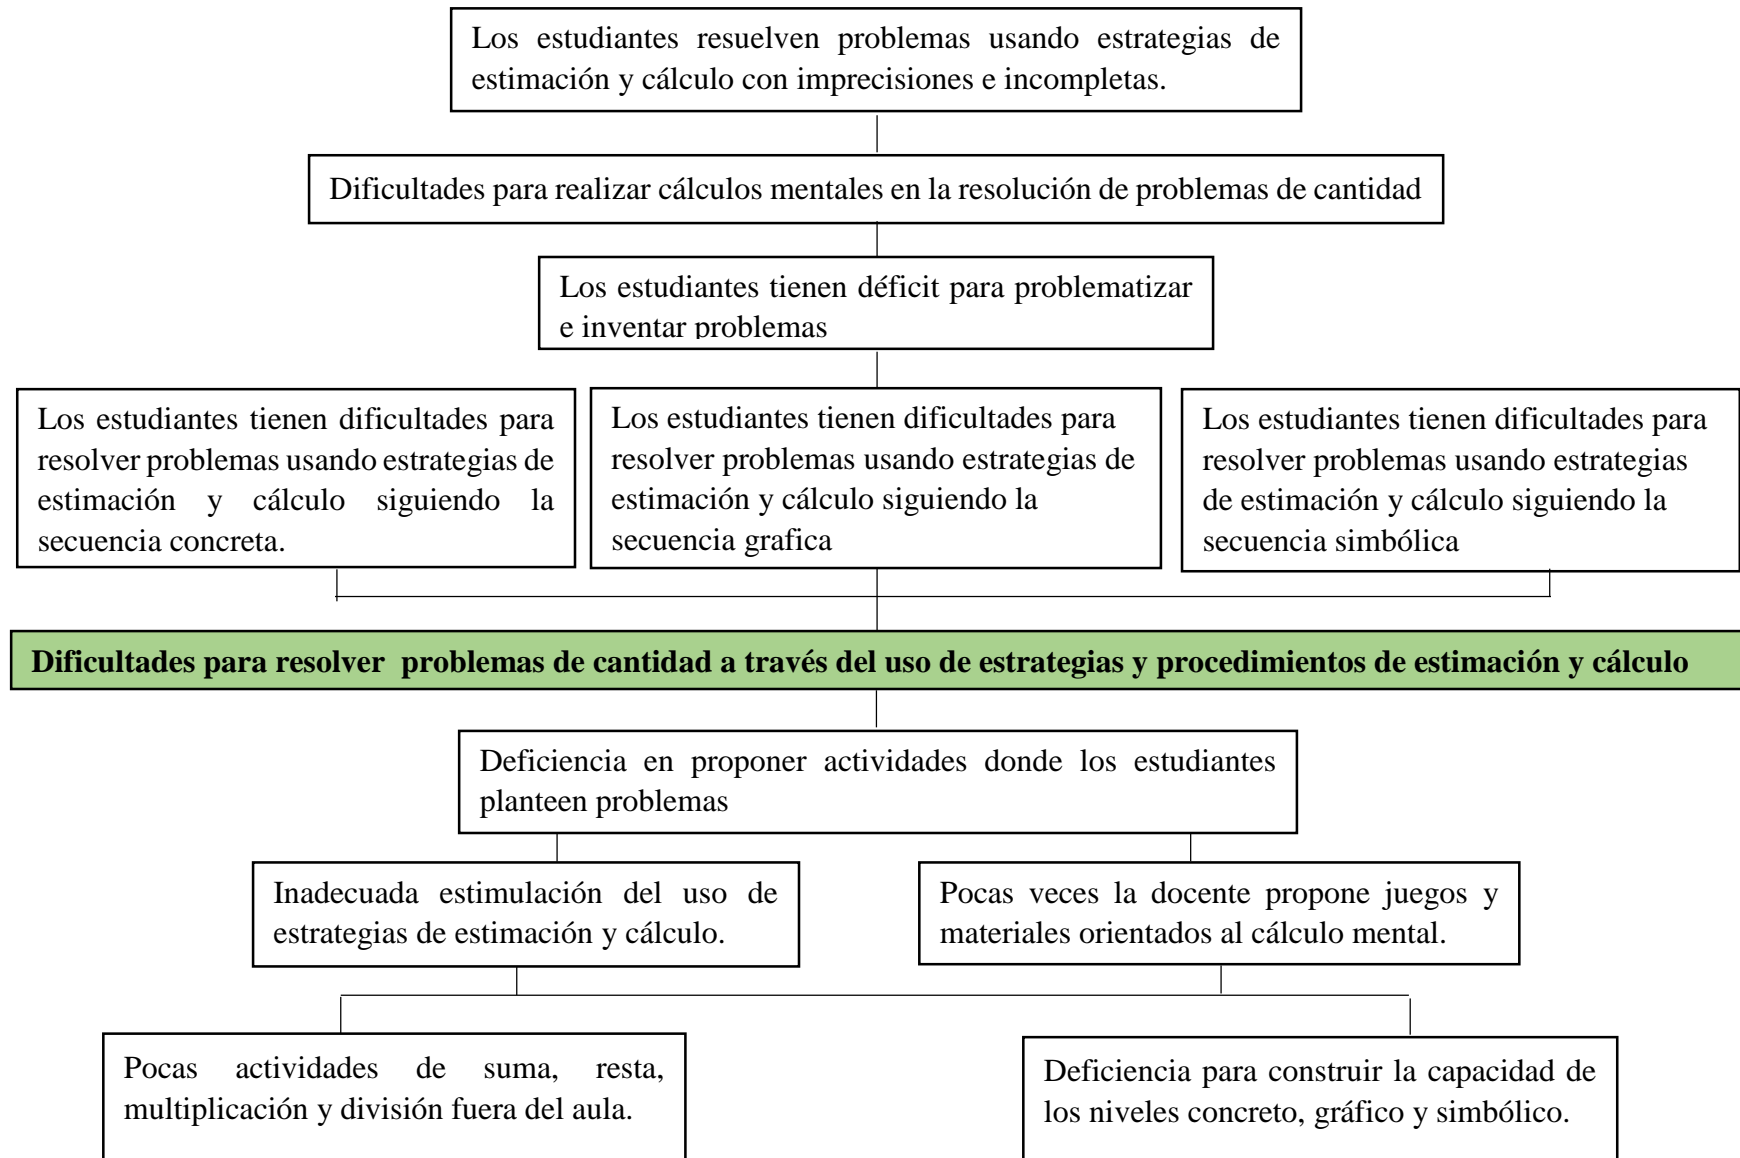 Los estudiantes resuelven problemas usando estrategias de
estimación y cálculo con imprecisiones e incompletas.
Dificultades para realizar cálculos mentales en la resolución de problemas de cantidad
Los estudiantes tienen déficit para problematizar
e inventar problemas
Los estudiantes tienen dificultades para
resolver problemas usando estrategias de
estimación y cálculo siguiendo la
secuencia concreta.
Los estudiantes tienen dificultades para
resolver problemas usando estrategias de
estimación y cálculo siguiendo la
secuencia grafica
Los estudiantes tienen dificultades para
resolver problemas usando estrategias
de estimación y cálculo siguiendo la
secuencia simbólica
Dificultades para resolver problemas de cantidad a través del uso de estrategias y procedimientos de estimación y cálculo
Deficiencia en proponer actividades donde los estudiantes
planteen problemas
Inadecuada estimulación del uso de
estrategias de estimación y cálculo.
Pocas veces la docente propone juegos y
materiales orientados al cálculo mental.
Pocas actividades de suma, resta,
multiplicación y división fuera del aula.
Deficiencia para construir la capacidad de
los niveles concreto, gráfico y simbólico.